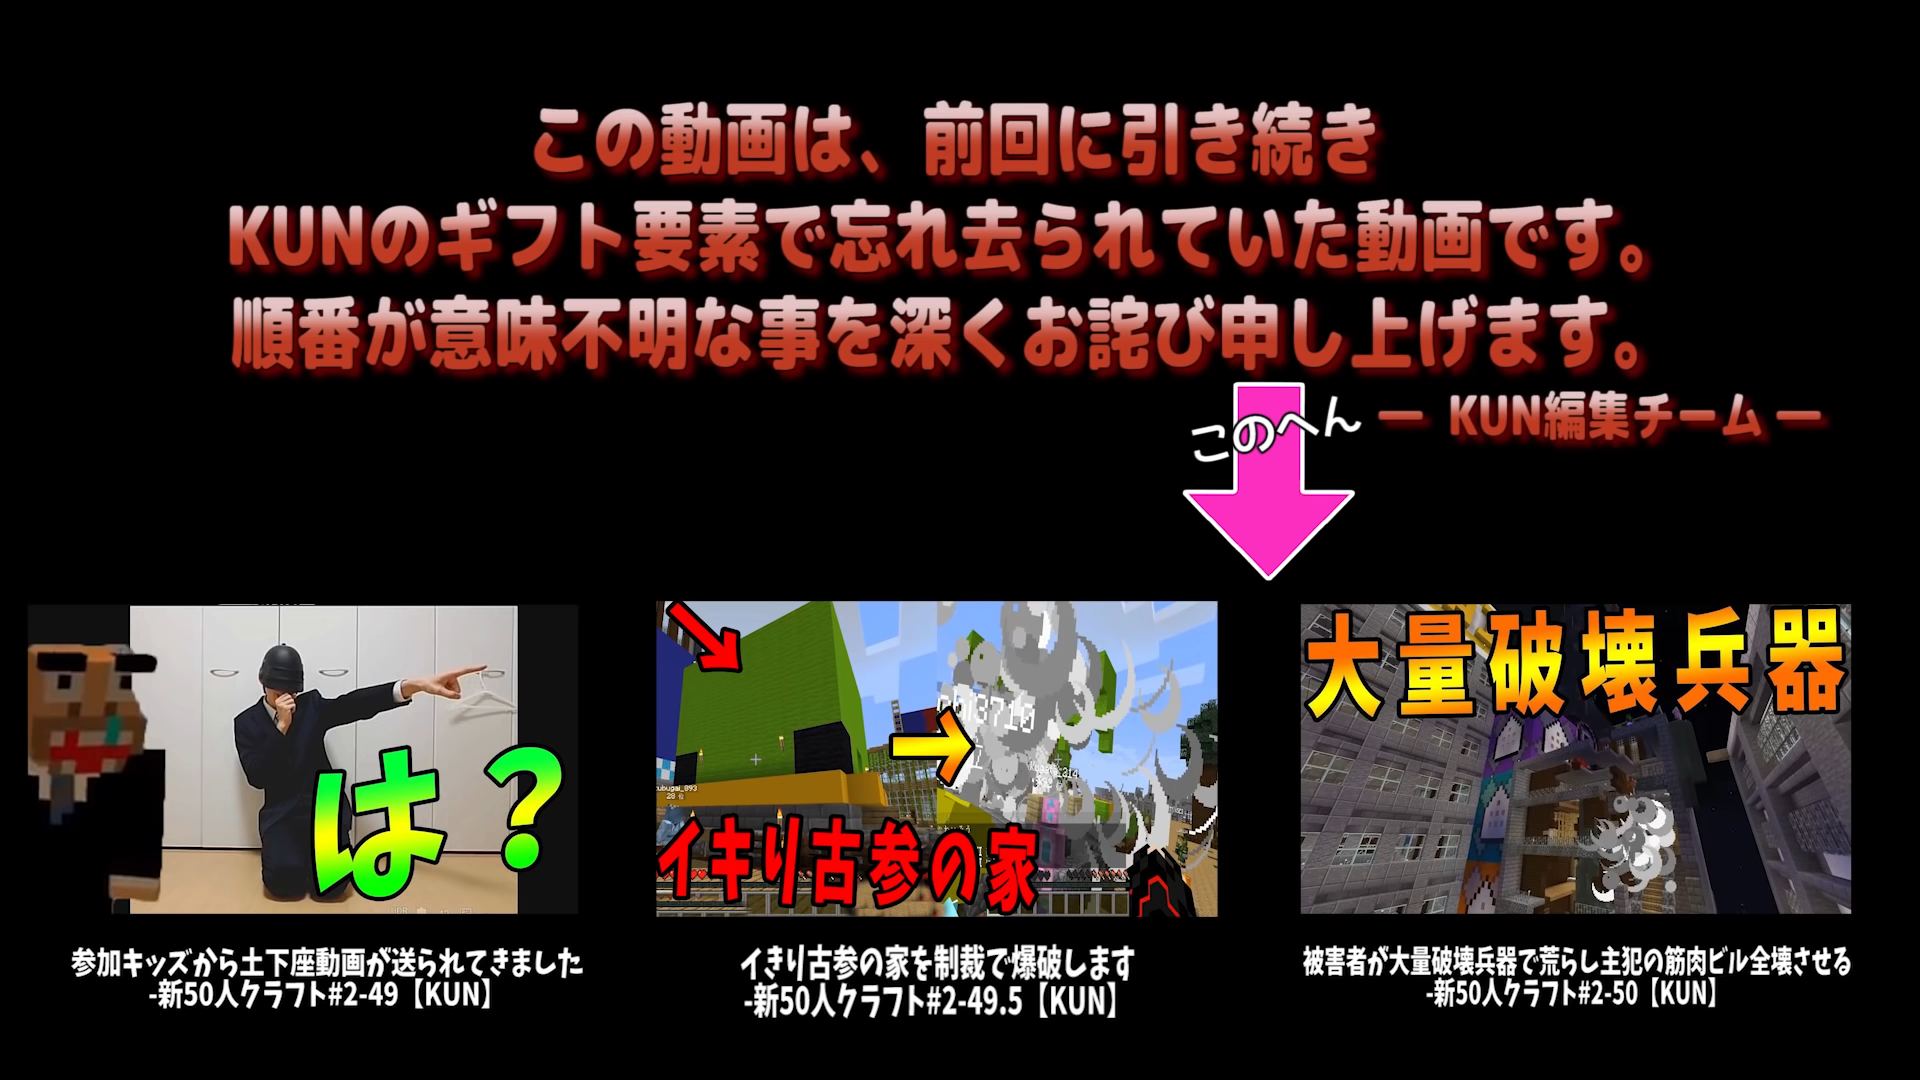 この動画は、前回に引き続き
KUNのギフト要素で忘れ去られていた動画です。
順番が意味不明な事を深くお詫び申し上げます。
― KUN編集チーム ―
このへん
は?
イキり古参の家
大量破壊兵器
参加キッズから土下座動画が送られてきました
-新50人クラフト#2-49【KUN】
イきり古参の家を制裁で爆破します
-新50人クラフト#2-49.5【KUN】
被害者が大量破壊兵器で荒らし主犯の筋肉ビル全壊させる
-新50人クラフト#2-50【KUN】